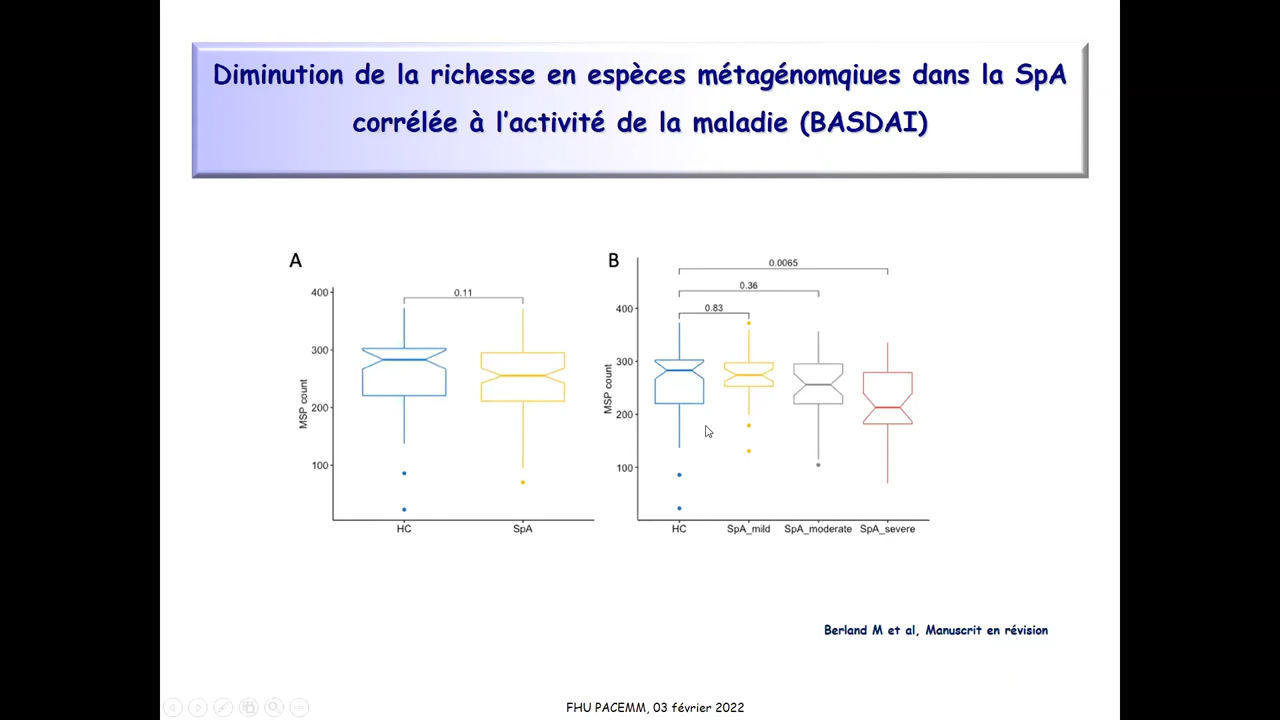 Diminution de la richesse en espèces métagénomqiues dans la SpA
corrélée à l'activité de la maladie (BASDAI)
A
0.11
400
300
200
100
MSP count
HC
SpA
B
0.0065
0.36
0.83
400
300
200
100
MSP count
HC
SpA_mild
SpA_moderate
SpA_severe
Berland M et al, Manuscrit en révision
FHU PACEMM, 03 février 2022